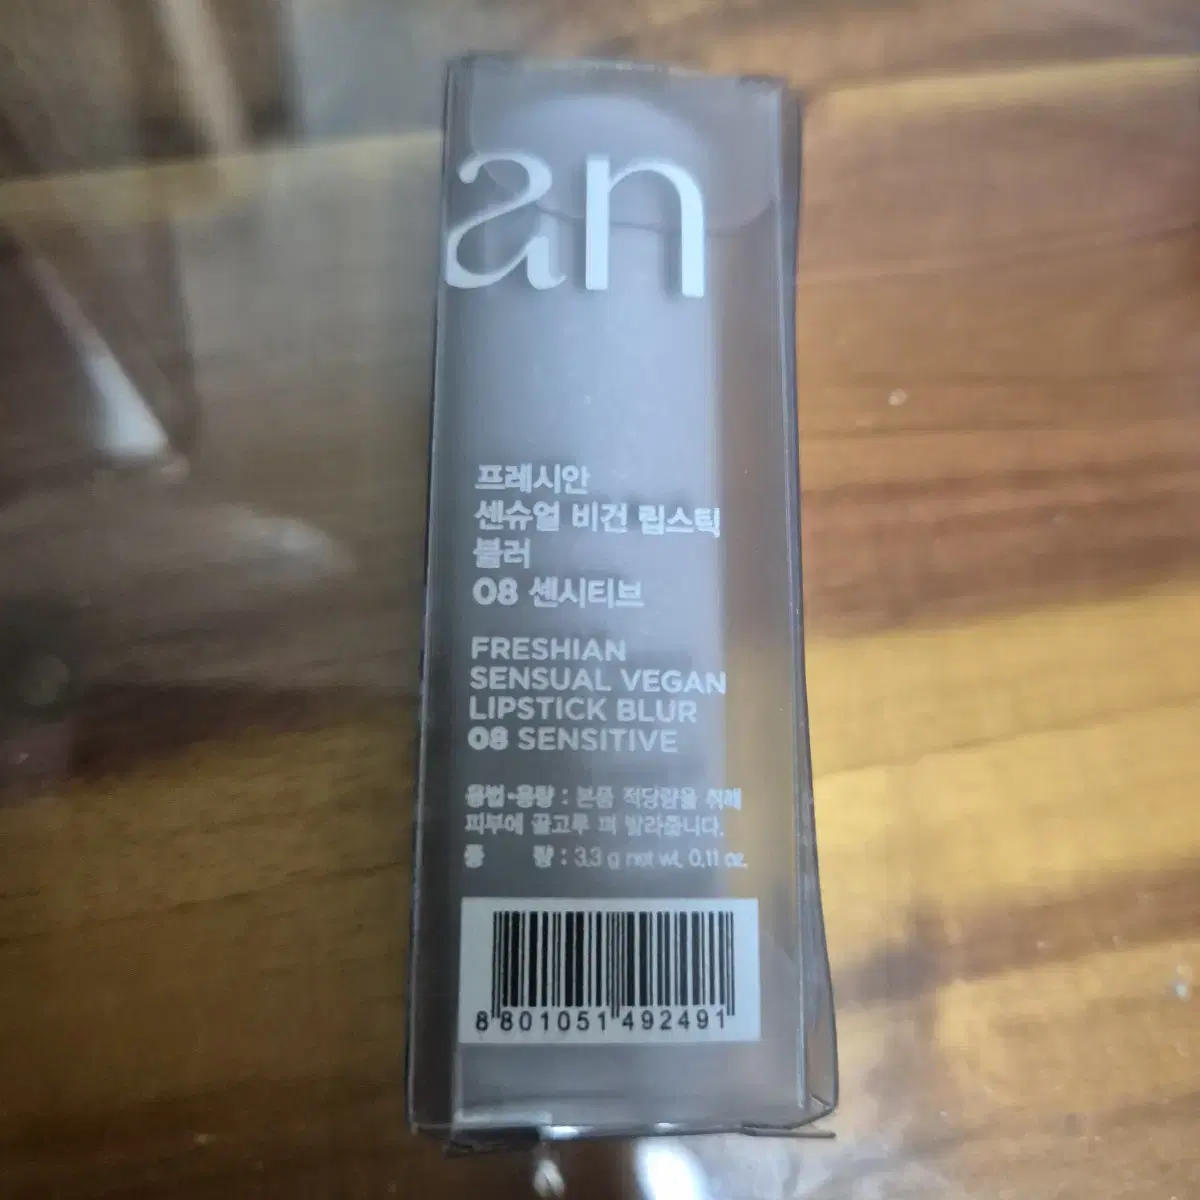 an
프레시안
센슈얼 비건 립스틱
블러
08 센시티브
FRESHIAN
SENSUAL VEGAN
LIPSTICK BLUR
08 SENSITIVE
용법·용량 : 본품 적당량을 취해
피부에 골고루 펴 발라줍니다.
중 량 : 3.3 g net wt. 0.11 oz.
8 801051 492491